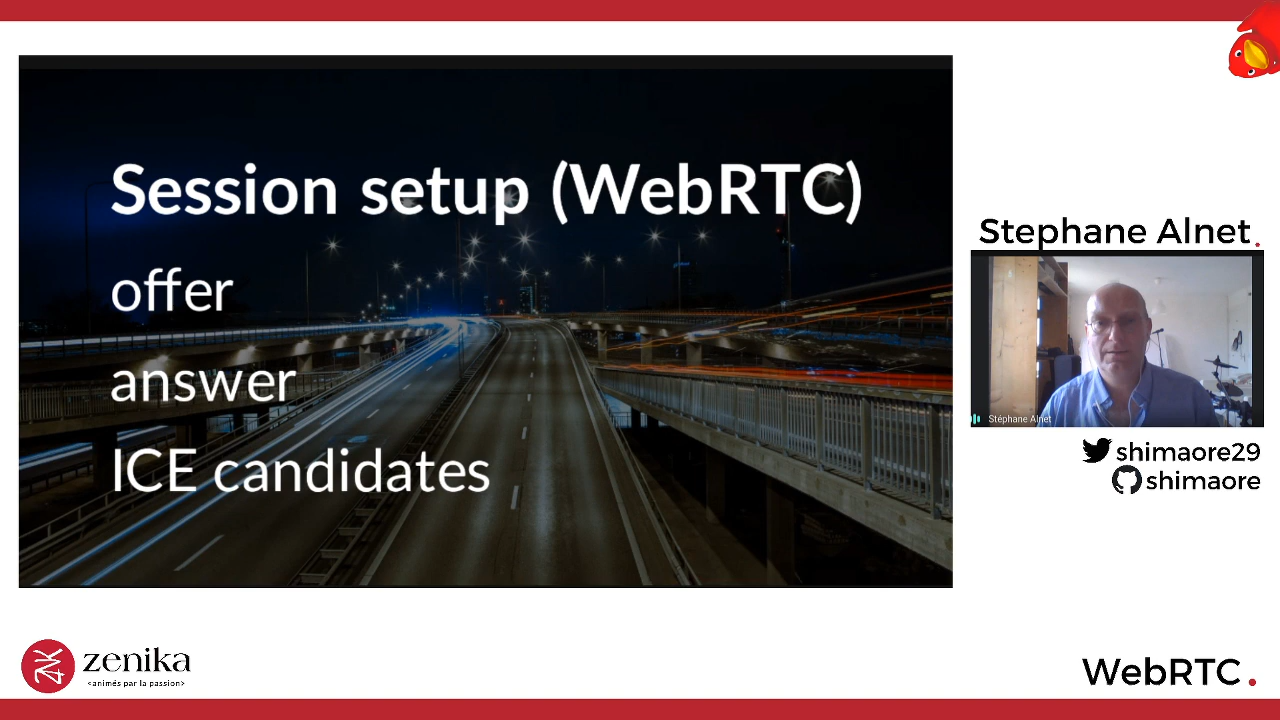 Session setup (WebRTC)
offer
answer
ICE candidates
Stephane Alnet.
Stéphane Alnet
shimaore29
shimaore
zenika
<animés par la passion>
WebRTC.